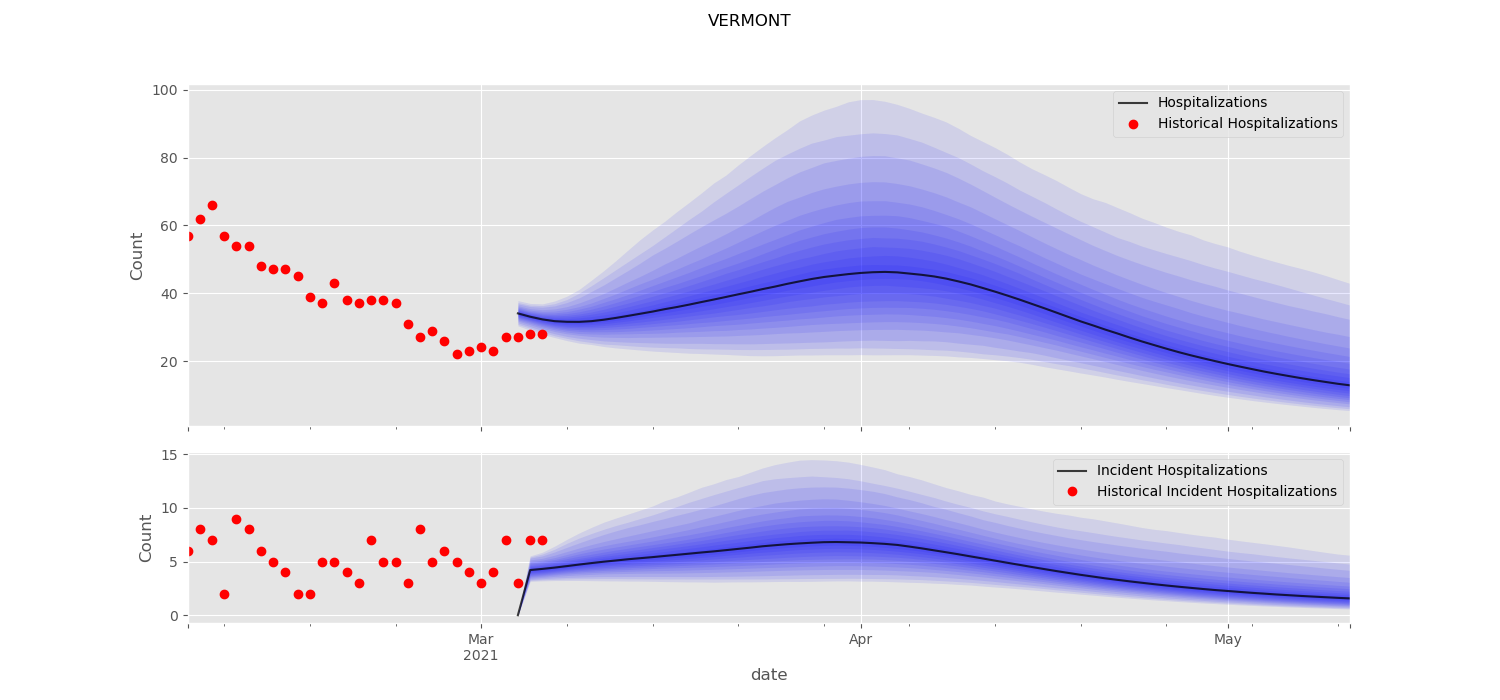 VERMONT
100
80
60
40
20
Count
Hospitalizations
Historical Hospitalizations
15
10
5
0
Count
Incident Hospitalizations
Historical Incident Hospitalizations
Mar
2021
Apr
May
date